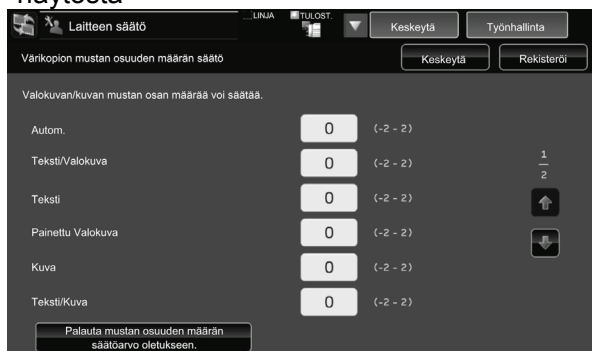 näytöstä
Laitteen säätö
LINJA
TULOST.
Keskeytä
Työnhallinta
Värikopion mustan osuuden määrän säätö
Keskeytä
Rekisteröi
Valokuvan/kuvan mustan osan määrää voi säätää.
Autom. 0 (-2 - 2)
Teksti/Valokuva 0 (-2 - 2)
1
2
Teksti 0 (-2 - 2)
Painettu Valokuva 0 (-2 - 2)
Kuva 0 (-2 - 2)
Teksti/Kuva 0 (-2 - 2)
Palauta mustan osuuden määrän
säätöarvo oletukseen.